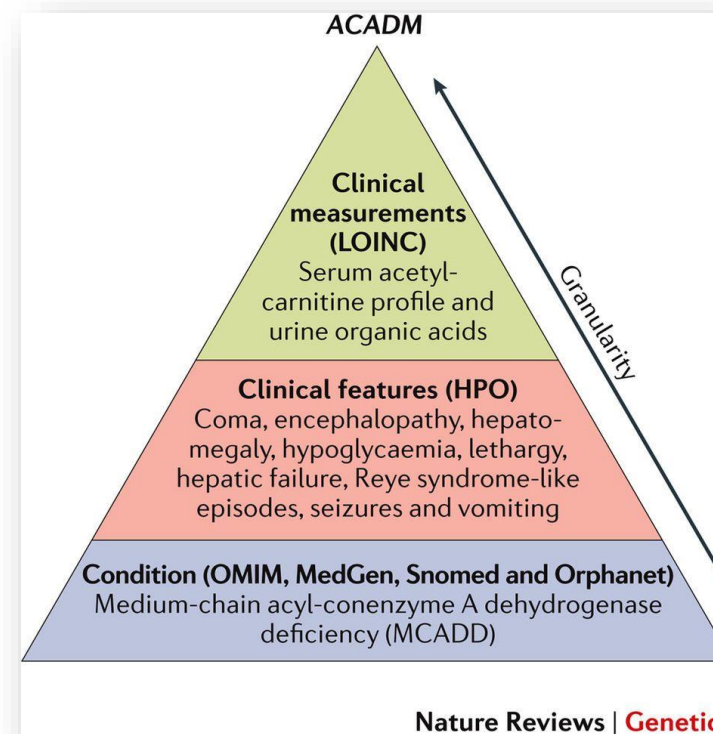 ACADM
Clinical
measurements
(LOINC)
Serum acetyl-
carnitine profile and
urine organic acids
Granularity
Clinical features (HPO)
Coma, encephalopathy, hepato-
megaly, hypoglycaemia, lethargy,
hepatic failure, Reye syndrome-like
episodes, seizures and vomiting
Condition (OMIM, MedGen, Snomed and Orphanet)
Medium-chain acyl-conenzyme A dehydrogenase
deficiency (MCADD)
Nature Reviews | Genetic